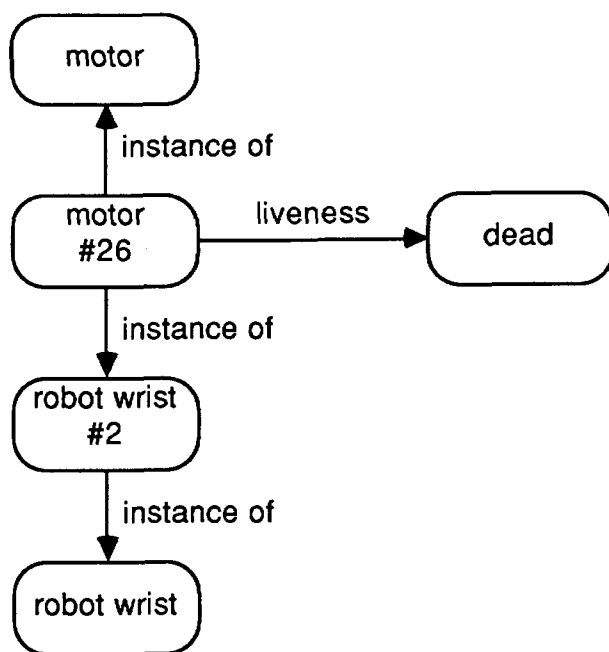 motor
instance of
motor
#26
liveness
dead
instance of
robot wrist
#2
instance of
robot wrist